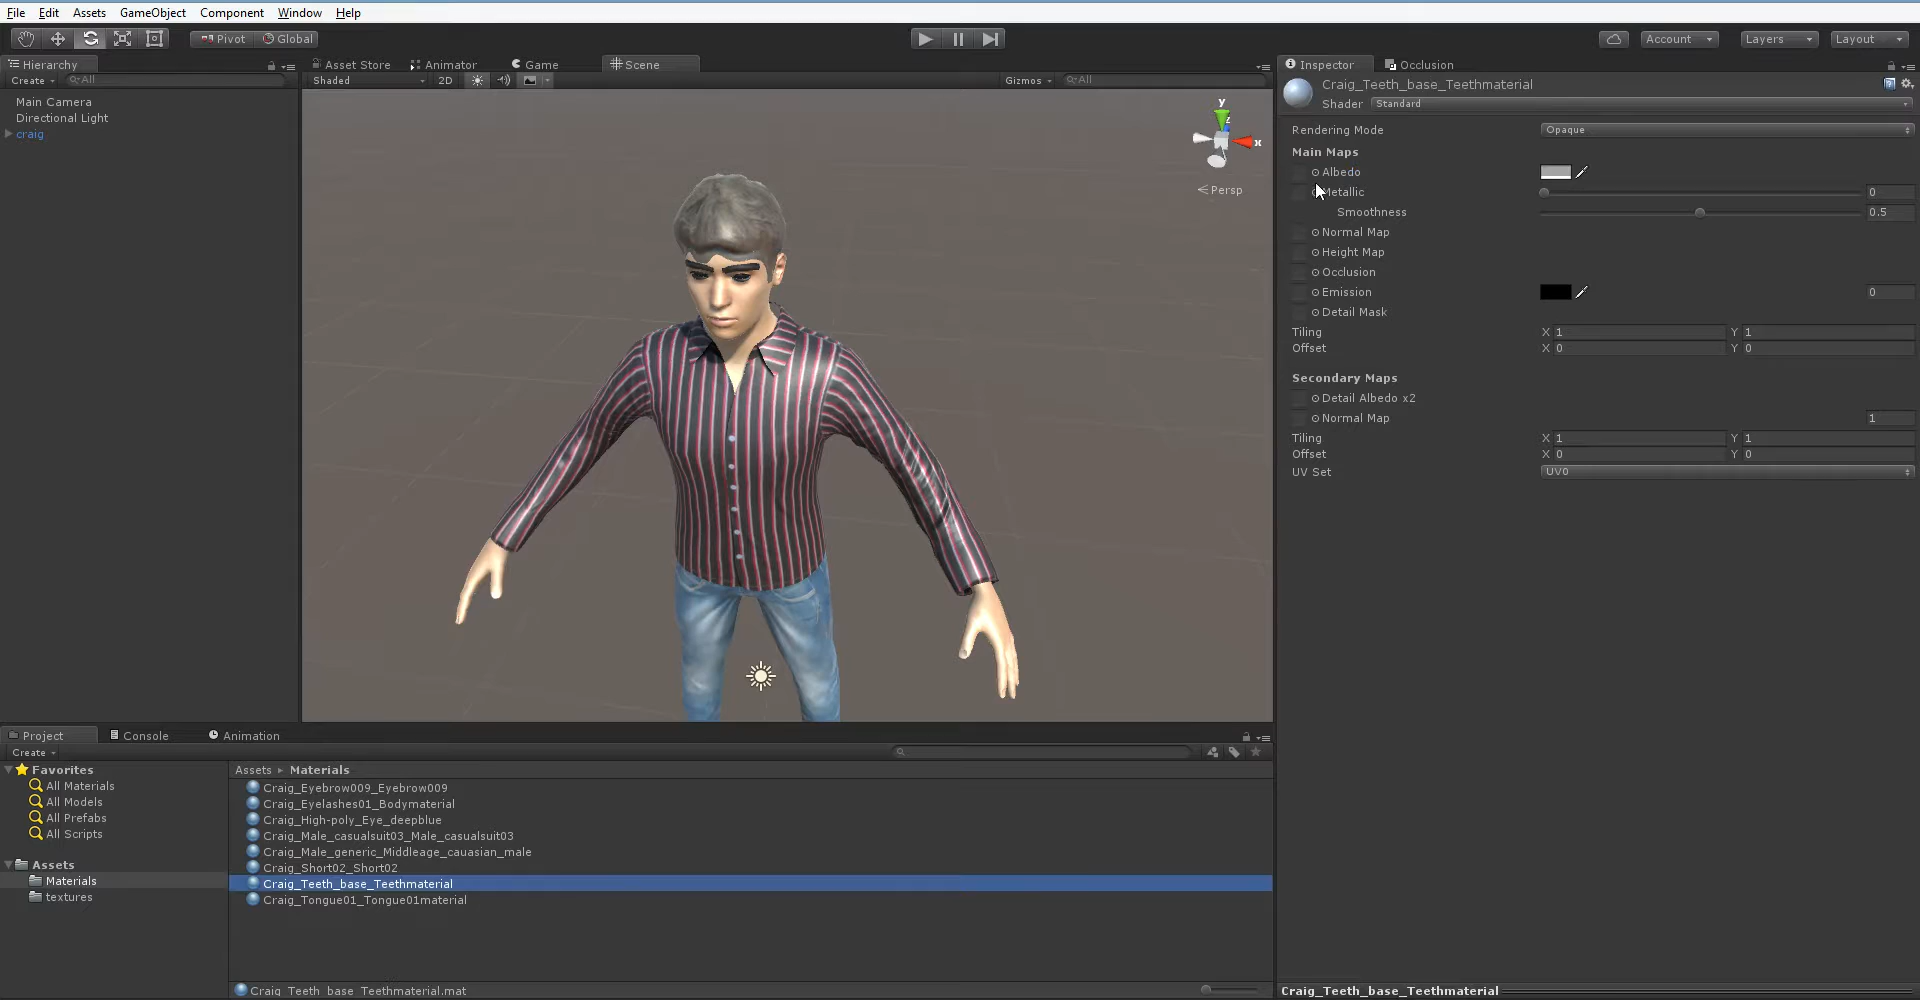 File Edit Assets GameObject Component Window Help
Pivot Global Account Layers Layout
Hierarchy
Create All
Main Camera
Directional Light
craig
Asset Store Animator Game Scene
Shaded 2D Gizmos All
y
x
z
Persp
Inspector Occlusion
Craig_Teeth_base_Teethmaterial
Shader Standard
Rendering Mode Opaque
Main Maps
Albedo
Metallic 0
Smoothness 0.5
Normal Map
Height Map
Occlusion
Emission 0
Detail Mask
Tiling X 1 Y 1
Offset X 0 Y 0
Secondary Maps
Detail Albedo x2
Normal Map 1
Tiling X 1 Y 1
Offset X 0 Y 0
UV Set UV0
Project Console Animation
Create
Favorites
All Materials
All Models
All Prefabs
All Scripts
Assets
Materials
textures
Assets Materials
Craig_Eyebrow009_Eyebrow009
Craig_Eyelashes01_Bodymaterial
Craig_High-poly_Eye_deepblue
Craig_Male_casualsuit03_Male_casualsuit03
Craig_Male_generic_Middleage_cauasian_male
Craig_Short02_Short02
Craig_Teeth_base_Teethmaterial
Craig_Tongue01_Tongue01material
Craig_Teeth_base_Teethmaterial.mat
Craig_Teeth_base_Teethmaterial